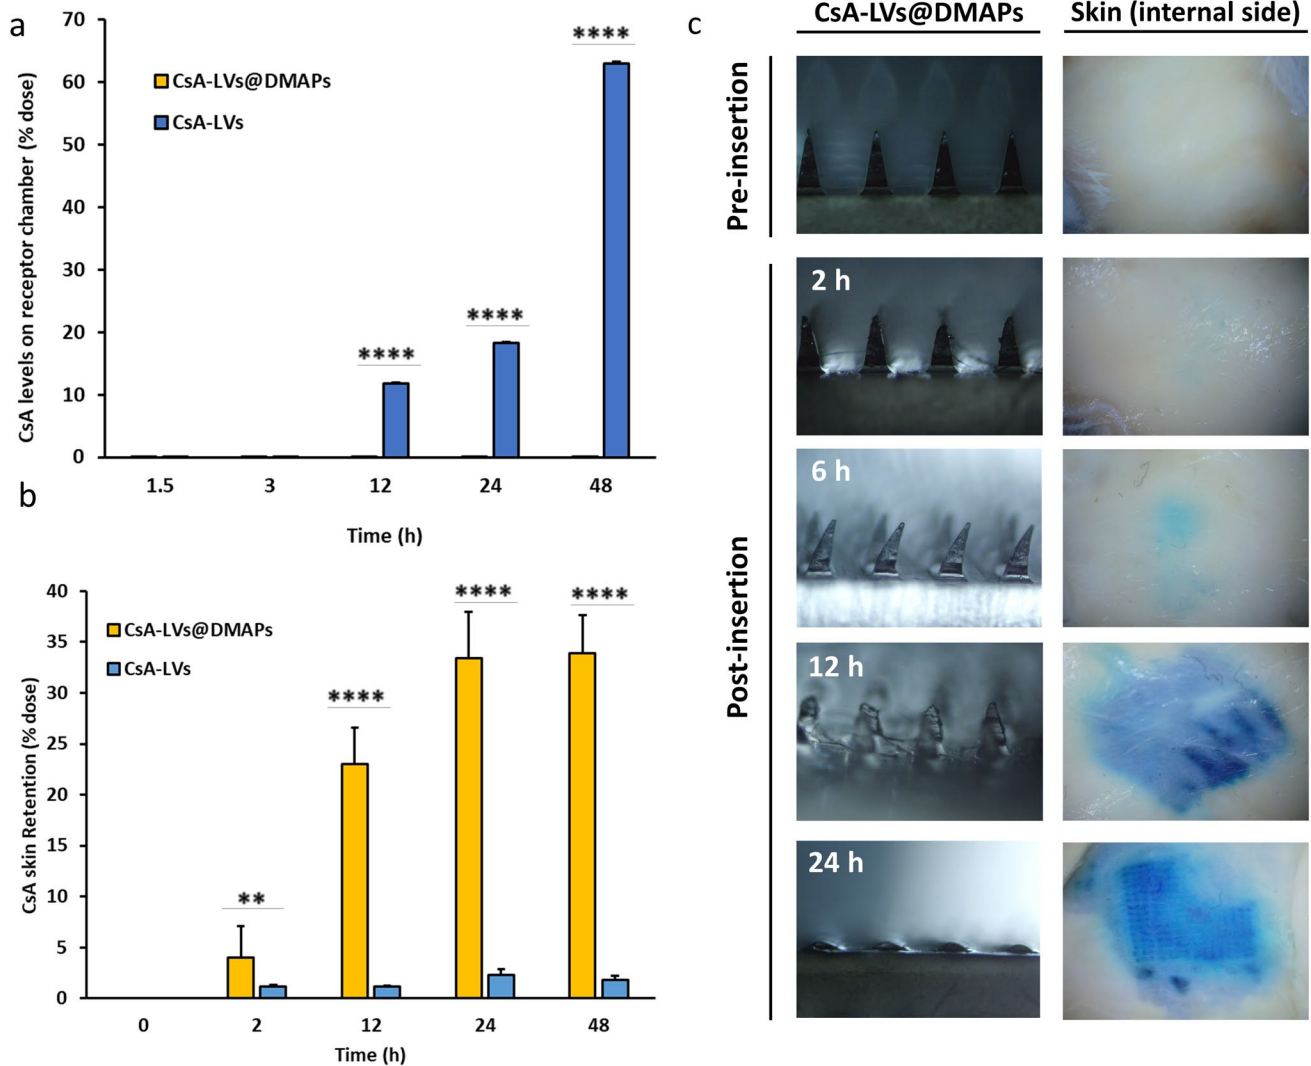 a
CsA levels on receptor chamber (% dose)
70
60
50
40
30
20
10
0
CsA-LVs@DMAPs
CsA-LVs
****
****
****
1.5
3
12
24
48
Time (h)
b
CsA skin Retention (% dose)
40
35
30
25
20
15
10
5
0
CsA-LVs@DMAPs
CsA-LVs
**
****
****
****
0
2
12
24
48
Time (h)
c
CsA-LVs@DMAPs
Skin (internal side)
Pre-insertion
Post-insertion
2 h
6 h
12 h
24 h